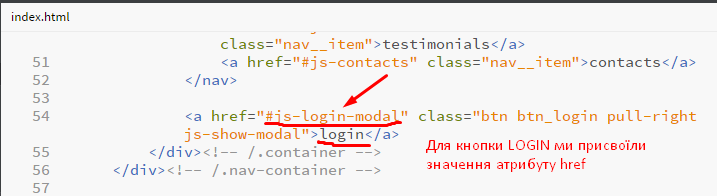 index.html
class="nav__item">testimonials</a>
51 <a href="#js-contacts" class="nav__item">contacts</a>
52 </nav>
53
54 <a href="#js-login-modal" class="btn btn_login pull-right
js-show-modal">login</a>
55 </div><!-- /.container -->
56 </div><!-- /.nav-container -->
57
Для кнопки LOGIN ми присвоїли
значення атрибуту href